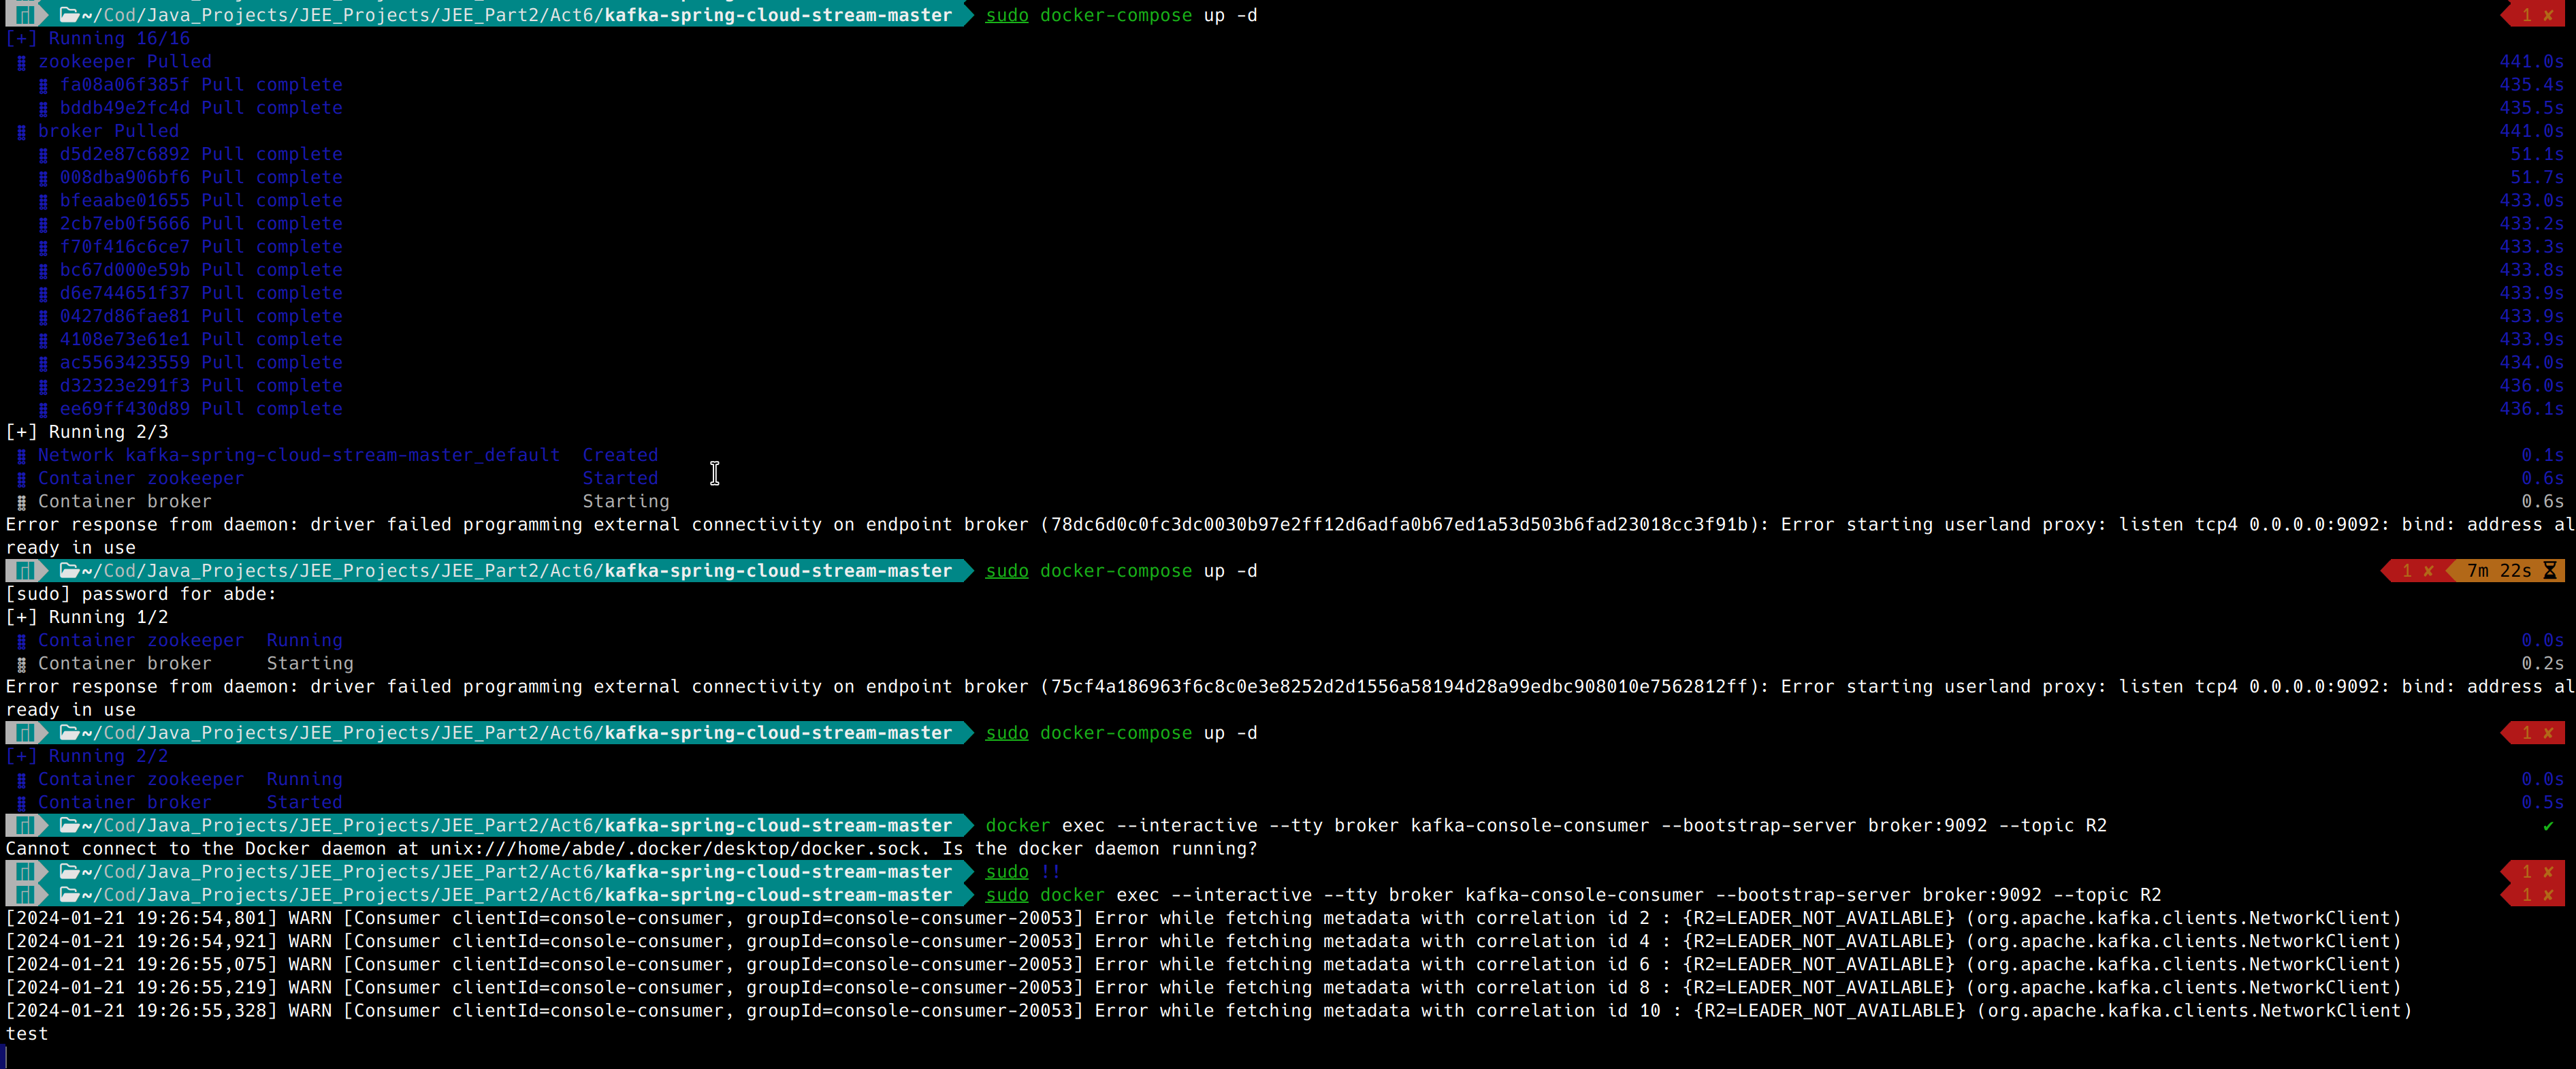 ~/Cod/Java_Projects/JEE_Projects/JEE_Part2/Act6/kafka-spring-cloud-stream-master sudo docker-compose up -d 1 ✘
[+] Running 16/16
zookeeper Pulled 441.0s
fa08a06f385f Pull complete 435.4s
bddb49e2fc4d Pull complete 435.5s
broker Pulled 441.0s
d5d2e87c6892 Pull complete 51.1s
008dba906bf6 Pull complete 51.7s
bfeaabe01655 Pull complete 433.0s
2cb7eb0f5666 Pull complete 433.2s
f70f416c6ce7 Pull complete 433.3s
bc67d000e59b Pull complete 433.8s
d6e744651f37 Pull complete 433.9s
0427d86fae81 Pull complete 433.9s
4108e73e61e1 Pull complete 433.9s
ac5563423559 Pull complete 434.0s
d32323e291f3 Pull complete 436.0s
ee69ff430d89 Pull complete 436.1s
[+] Running 2/3
Network kafka-spring-cloud-stream-master_default Created 0.1s
Container zookeeper Started 0.6s
Container broker Starting 0.6s
Error response from daemon: driver failed programming external connectivity on endpoint broker (78dc6d0c0fc3dc0030b97e2ff12d6adfa0b67ed1a53d503b6fad23018cc3f91b): Error starting userland proxy: listen tcp4 0.0.0.0:9092: bind: address al
ready in use
~/Cod/Java_Projects/JEE_Projects/JEE_Part2/Act6/kafka-spring-cloud-stream-master sudo docker-compose up -d 1 ✘ 7m 22s
[sudo] password for abde:
[+] Running 1/2
Container zookeeper Running 0.0s
Container broker Starting 0.2s
Error response from daemon: driver failed programming external connectivity on endpoint broker (75cf4a186963f6c8c0e3e8252d2d1556a58194d28a99edbc908010e7562812ff): Error starting userland proxy: listen tcp4 0.0.0.0:9092: bind: address al
ready in use
~/Cod/Java_Projects/JEE_Projects/JEE_Part2/Act6/kafka-spring-cloud-stream-master sudo docker-compose up -d 1 ✘
[+] Running 2/2
Container zookeeper Running 0.0s
Container broker Started 0.5s
~/Cod/Java_Projects/JEE_Projects/JEE_Part2/Act6/kafka-spring-cloud-stream-master docker exec --interactive --tty broker kafka-console-consumer --bootstrap-server broker:9092 --topic R2 ✔
Cannot connect to the Docker daemon at unix:///home/abde/.docker/desktop/docker.sock. Is the docker daemon running?
~/Cod/Java_Projects/JEE_Projects/JEE_Part2/Act6/kafka-spring-cloud-stream-master sudo !! 1 ✘
~/Cod/Java_Projects/JEE_Projects/JEE_Part2/Act6/kafka-spring-cloud-stream-master sudo docker exec --interactive --tty broker kafka-console-consumer --bootstrap-server broker:9092 --topic R2 1 ✘
[2024-01-21 19:26:54,801] WARN [Consumer clientId=console-consumer, groupId=console-consumer-20053] Error while fetching metadata with correlation id 2 : {R2=LEADER_NOT_AVAILABLE} (org.apache.kafka.clients.NetworkClient)
[2024-01-21 19:26:54,921] WARN [Consumer clientId=console-consumer, groupId=console-consumer-20053] Error while fetching metadata with correlation id 4 : {R2=LEADER_NOT_AVAILABLE} (org.apache.kafka.clients.NetworkClient)
[2024-01-21 19:26:55,075] WARN [Consumer clientId=console-consumer, groupId=console-consumer-20053] Error while fetching metadata with correlation id 6 : {R2=LEADER_NOT_AVAILABLE} (org.apache.kafka.clients.NetworkClient)
[2024-01-21 19:26:55,219] WARN [Consumer clientId=console-consumer, groupId=console-consumer-20053] Error while fetching metadata with correlation id 8 : {R2=LEADER_NOT_AVAILABLE} (org.apache.kafka.clients.NetworkClient)
[2024-01-21 19:26:55,328] WARN [Consumer clientId=console-consumer, groupId=console-consumer-20053] Error while fetching metadata with correlation id 10 : {R2=LEADER_NOT_AVAILABLE} (org.apache.kafka.clients.NetworkClient)
test